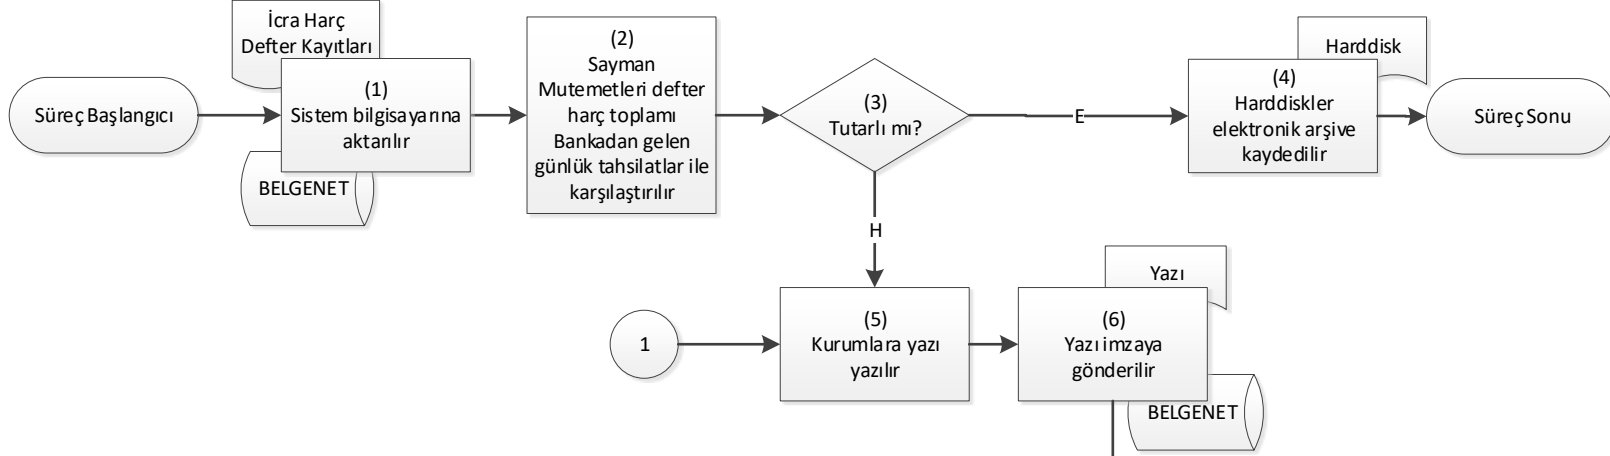 İcra Harç
Defter Kayıtları
Süreç Başlangıcı
(1)
Sistem bilgisayarına
aktarılır
BELGENET
(2)
Sayman
Mutemetleri defter
harç toplamı
Bankadan gelen
günlük tahsilatlar ile
karşılaştırılır
(3)
Tutarlı mı?
E
Harddisk
(4)
Harddiskler
elektronik arşive
kaydedilir
Süreç Sonu
H
1
(5)
Kurumlara yazı
yazılır
Yazı
(6)
Yazı imzaya
gönderilir
BELGENET